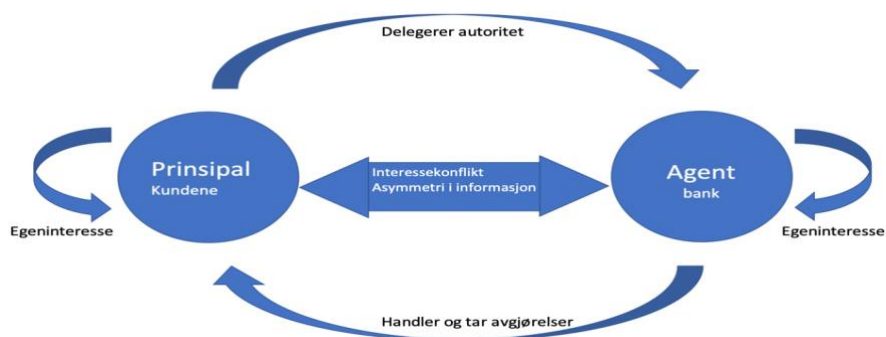 Delegerer autoritet
Prinsipal
Kundene
Interessekonflikt
Asymmetri i informasjon
Agent
bank
Egeninteresse
Egeninteresse
Handler og tar avgjørelser